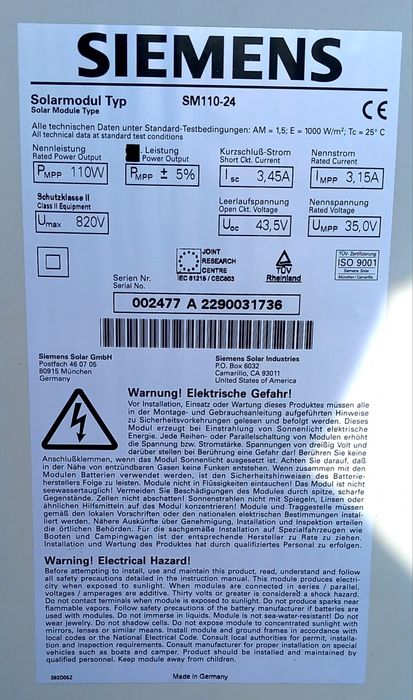 SIEMENS
Solarmodul Typ SM110-24
Solar Module Type
CE
Alle technischen Daten unter Standard-Testbedingungen: AM = 1,5; E = 1000 W/m²; Tc = 25° C
All technical data at standard test condition
Nennleistung . Leistung Kurzschluß-Strom Nennstrom
Rated Power Output Power Output Short Ckt. Current Rated Current
PMPP 110W PMPP ± 5% ISC 3,45A IMPP 3,15A
Schutzklasse II Leerlaufspannung Nennspannung
Class II Equipment Open Ckt. Voltage Rated Voltage
Umax 820V Uoc 43,5V UMPP 35,0V
JOINT
RESEARCH
CENTRE
IEC 61215 / CEC503
TÜV
Rheinland
TÜV-Zertifizierung
ISO 9001
Siemens Solar
München / Camarillo
Serien Nr.
Serial No.
002477 A 2290031736
Siemens Solar GmbH
Postfach 46 07 05
80915 München
Germany
Siemens Solar Industries
P.O. Box 6032
Camarillo, CA 93011
United States of America
Warnung! Elektrische Gefahr!
Vor Installation, Einsatz oder Wartung dieses Produktes müssen alle
in der Montage- und Gebrauchsanleitung aufgeführten Hinweise
zu Sicherheitsvorkehrungen gelesen und befolgt werden. Dieses
Modul erzeugt bei Einstrahlung von Sonnenlicht elektrische
Energie. Jede Reihen- oder Parallelschaltung von Modulen erhöht
die Spannung bzw. Stromstärke. Spannungen von dreißig Volt und
darüber stellen bei Berührung eine Gefahr dar! Berühren Sie keine
Anschlußklemmen, wenn das Modul Sonnenlicht ausgesetzt ist. Achten Sie darauf, daß
in der Nähe von entzündbaren Gasen keine Funken entstehen. Wenn zusammen mit den
Modulen Batterien verwendet werden, ist den Sicherheitshinweisen des Batterie-
herstellers Folge zu leisten. Modul nicht in Flüssigkeiten eintauchen! Das Modul ist nicht
seewassertauglich! Vermeiden Sie Beschädigungen des Moduls durch spitze, scharfe
Gegenstände. Zellen nicht abschatten! Sonnenstrahlen nicht mit Spiegeln, Linsen oder
ähnlichen Hilfsmitteln auf das Modul konzentrieren! Module und Traggestelle müssen
gemäß den lokalen Vorschriften oder den nationalen elektrischen Bestimmungen instal-
liert werden. Nähere Auskünfte über Genehmigung, Installation und Inspektion erteilen
die örtlichen Behörden. Für die sachgemäße Installation auf Spezialfahrzeugen wie
Booten und Campingwagen ist der entsprechende Hersteller zu Rate zu ziehen.
Installation und Wartung des Produktes hat durch qualifiziertes Personal zu erfolgen.
Warning! Electrical Hazard!
Before attempting to install, use and maintain this product, read, understand and follow
all safety precautions detailed in the instruction manual. This module produces electri-
city when exposed to sunlight. When modules are connected in series / parallel,
voltages / amperages are additive. Thirty volts or greater is considered a shock hazard.
Do not contact terminals when module is exposed to sunlight. Do not produce sparks near
flammable vapors. Follow safety precautions of the battery manufacturer if batteries are
used with modules. Do not immerse in liquids. Module is not sea-water-resistant! Do not
wear jewelry. Do not shadow cells. Do not expose module to concentrated sunlight with
mirrors, lenses or similar means. Install module and ground frames in accordance with
local codes or the National Electrical Code. Consult local authorities for permit, installa-
tion and inspection requirements. Consult manufacturer for proper installation on special
vehicles such as boats and camper. Product should be installed and maintained by
qualified personnel. Keep module away from children.
392D06Z Made in Germany